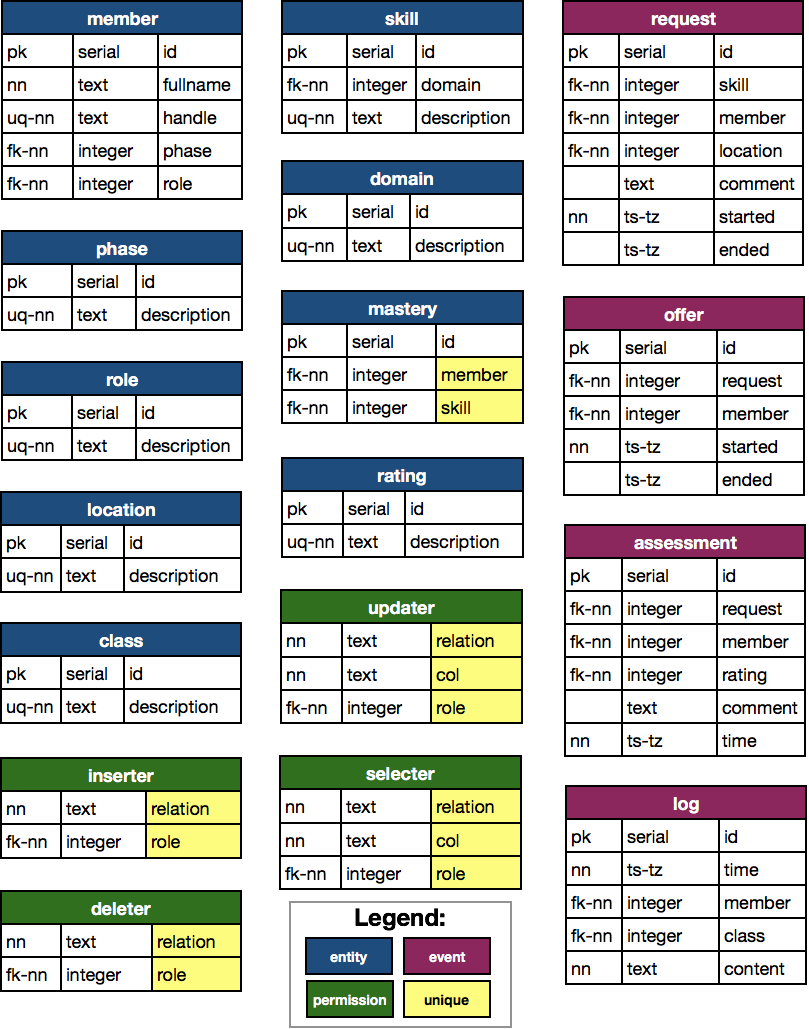 member
pk serial id
nn text fullname
uq-nn text handle
fk-nn integer phase
fk-nn integer role
phase
pk serial id
uq-nn text description
role
pk serial id
uq-nn text description
location
pk serial id
uq-nn text description
class
pk serial id
uq-nn text description
inserter
nn text relation
fk-nn integer role
deleter
nn text relation
fk-nn integer role
skill
pk serial id
fk-nn integer domain
uq-nn text description
domain
pk serial id
uq-nn text description
mastery
pk serial id
fk-nn integer member
fk-nn integer skill
rating
pk serial id
uq-nn text description
updater
nn text relation
nn text col
fk-nn integer role
selecter
nn text relation
nn text col
fk-nn integer role
Legend:
entity event
permission unique
request
pk serial id
fk-nn integer skill
fk-nn integer member
fk-nn integer location
text comment
nn ts-tz started
ts-tz ended
offer
pk serial id
fk-nn integer request
fk-nn integer member
nn ts-tz started
ts-tz ended
assessment
pk serial id
fk-nn integer request
fk-nn integer member
fk-nn integer rating
text comment
nn ts-tz time
log
pk serial id
nn ts-tz time
fk-nn integer member
fk-nn integer class
nn text content